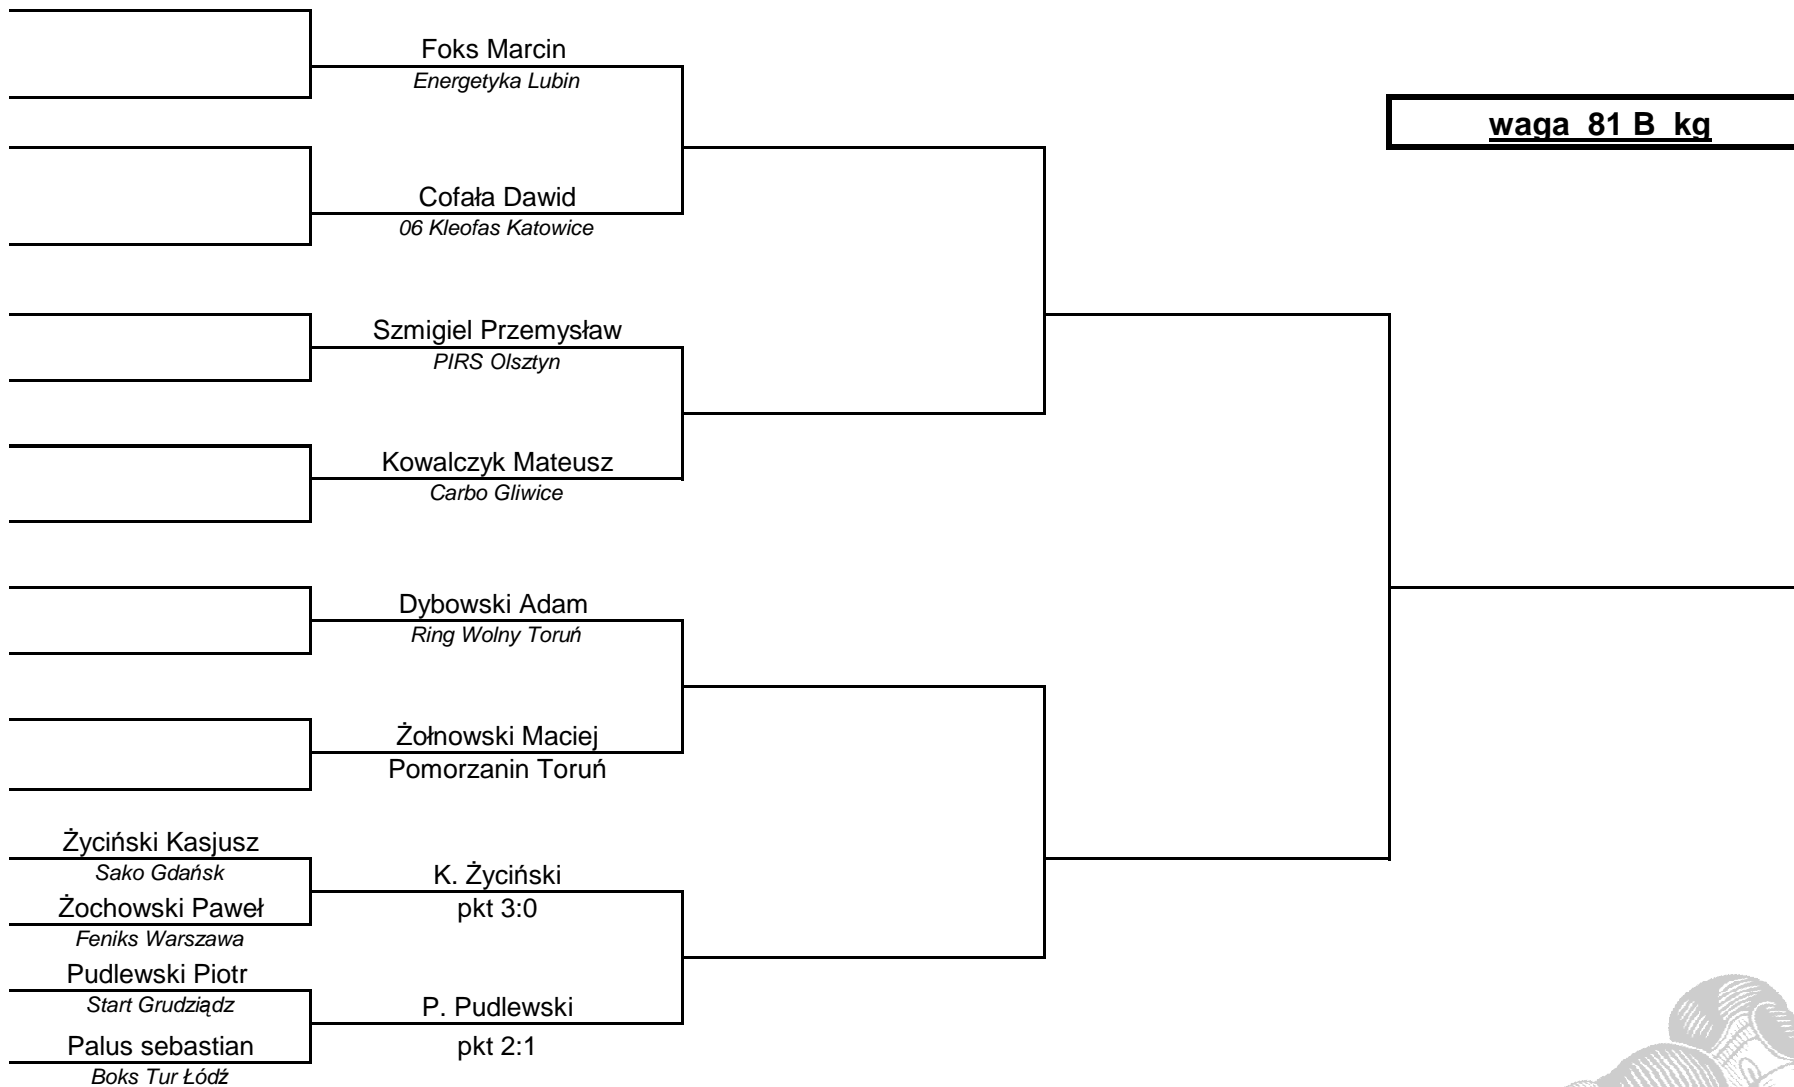 Foks Marcin
Energetyka Lubin
waga  81 B  kg
Cofała Dawid
06 Kleofas Katowice
Szmigiel Przemysław
PIRS Olsztyn
Kowalczyk Mateusz
Carbo Gliwice
Dybowski Adam
Ring Wolny Toruń
Żołnowski Maciej
Pomorzanin Toruń
Życiński Kasjusz
Sako Gdańsk
K. Życiński
Żochowski Paweł
pkt 3:0
Feniks Warszawa
Pudlewski Piotr
Start Grudziądz
P. Pudlewski
Palus sebastian
pkt 2:1
Boks Tur Łódź